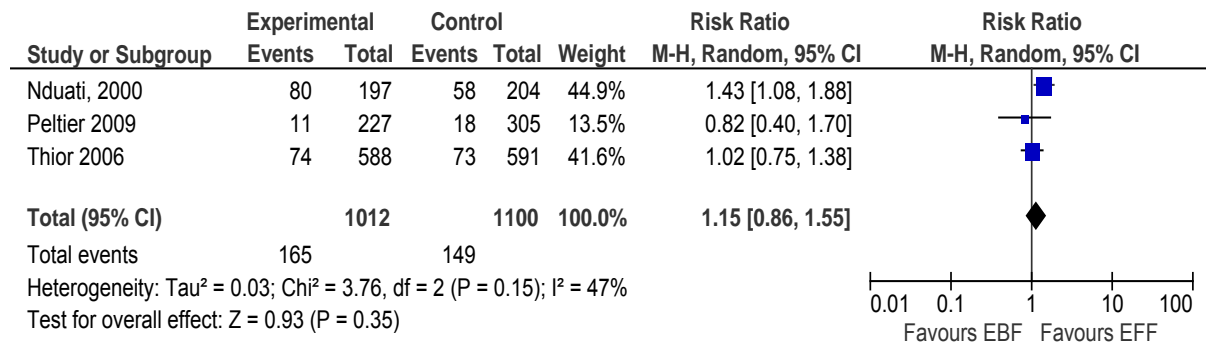 Experimental Control Risk Ratio Risk Ratio
Study or Subgroup Events Total Events Total Weight M-H, Random, 95% CI M-H, Random, 95% CI
Nduati, 2000 80 197 58 204 44.9% 1.43 [1.08, 1.88]
Peltier 2009 11 227 18 305 13.5% 0.82 [0.40, 1.70]
Thior 2006 74 588 73 591 41.6% 1.02 [0.75, 1.38]
Total (95% CI) 1012 1100 100.0% 1.15 [0.86, 1.55]
Total events 165 149
Heterogeneity: Tau² = 0.03; Chi² = 3.76, df = 2 (P = 0.15); I² = 47%
Test for overall effect: Z = 0.93 (P = 0.35)
0.01 0.1 1 10 100
Favours EBF Favours EFF